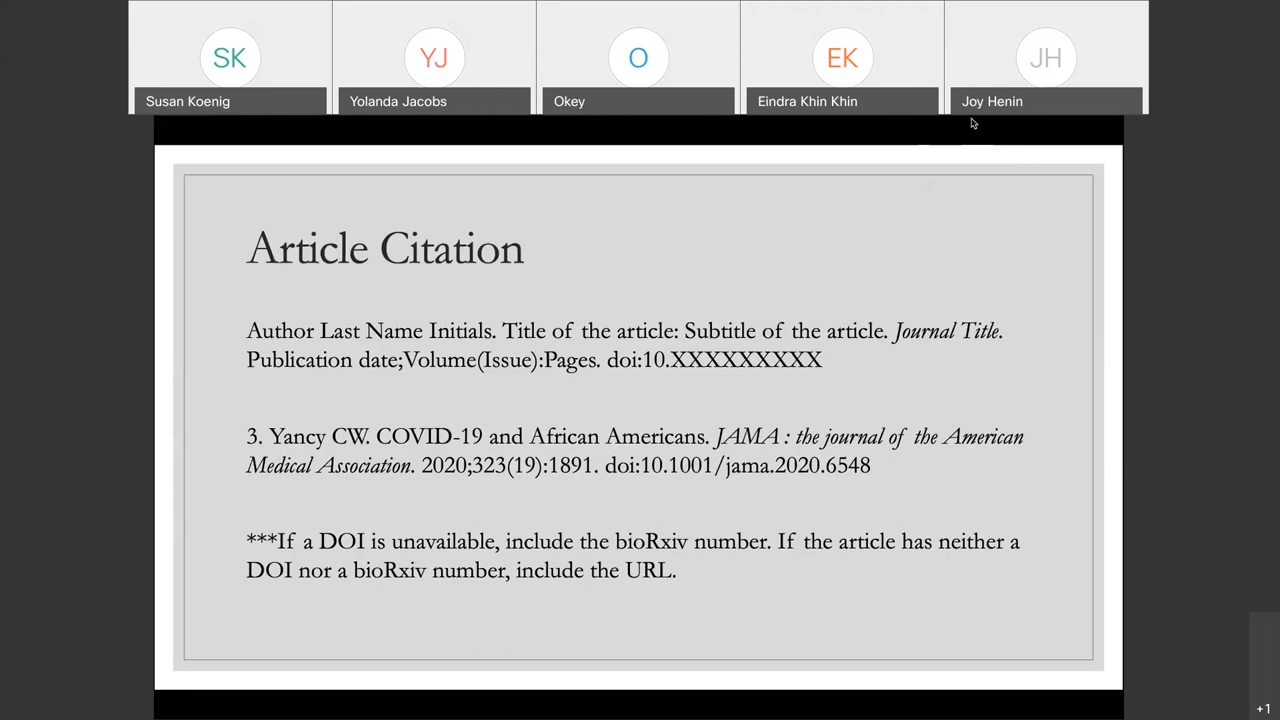 SK
YJ
O
EK
JH
Susan Koenig
Yolanda Jacobs
Okey
Eindra Khin Khin
Joy Henin
Article Citation
Author Last Name Initials. Title of the article: Subtitle of the article. Journal Title.
Publication date;Volume(Issue):Pages. doi:10.XXXXXXXXX
3. Yancy CW. COVID-19 and African Americans. JAMA : the journal of the American
Medical Association. 2020;323(19):1891. doi:10.1001/jama.2020.6548
***If a DOI is unavailable, include the bioRxiv number. If the article has neither a
DOI nor a bioRxiv number, include the URL.
+1